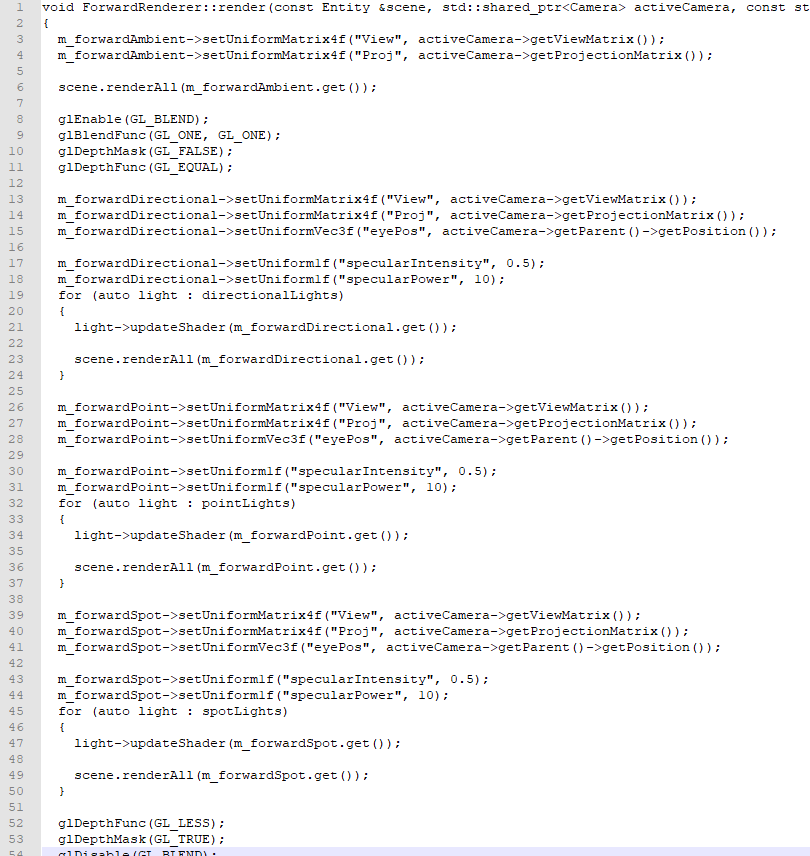 1 void ForwardRenderer::render(const Entity &scene, std::shared_ptr<Camera> activeCamera, const st
2 {
3   m_forwardAmbient->setUniformMatrix4f("View", activeCamera->getViewMatrix());
4   m_forwardAmbient->setUniformMatrix4f("Proj", activeCamera->getProjectionMatrix());
5
6   scene.renderAll(m_forwardAmbient.get());
7
8   glEnable(GL_BLEND);
9   glBlendFunc(GL_ONE, GL_ONE);
10   glDepthMask(GL_FALSE);
11   glDepthFunc(GL_EQUAL);
12
13   m_forwardDirectional->setUniformMatrix4f("View", activeCamera->getViewMatrix());
14   m_forwardDirectional->setUniformMatrix4f("Proj", activeCamera->getProjectionMatrix());
15   m_forwardDirectional->setUniformVec3f("eyePos", activeCamera->getParent()->getPosition());
16
17   m_forwardDirectional->setUniform1f("specularIntensity", 0.5);
18   m_forwardDirectional->setUniform1f("specularPower", 10);
19   for (auto light : directionalLights)
20   {
21     light->updateShader(m_forwardDirectional.get());
22
23     scene.renderAll(m_forwardDirectional.get());
24   }
25
26   m_forwardPoint->setUniformMatrix4f("View", activeCamera->getViewMatrix());
27   m_forwardPoint->setUniformMatrix4f("Proj", activeCamera->getProjectionMatrix());
28   m_forwardPoint->setUniformVec3f("eyePos", activeCamera->getParent()->getPosition());
29
30   m_forwardPoint->setUniform1f("specularIntensity", 0.5);
31   m_forwardPoint->setUniform1f("specularPower", 10);
32   for (auto light : pointLights)
33   {
34     light->updateShader(m_forwardPoint.get());
35
36     scene.renderAll(m_forwardPoint.get());
37   }
38
39   m_forwardSpot->setUniformMatrix4f("View", activeCamera->getViewMatrix());
40   m_forwardSpot->setUniformMatrix4f("Proj", activeCamera->getProjectionMatrix());
41   m_forwardSpot->setUniformVec3f("eyePos", activeCamera->getParent()->getPosition());
42
43   m_forwardSpot->setUniform1f("specularIntensity", 0.5);
44   m_forwardSpot->setUniform1f("specularPower", 10);
45   for (auto light : spotLights)
46   {
47     light->updateShader(m_forwardSpot.get());
48
49     scene.renderAll(m_forwardSpot.get());
50   }
51
52   glDepthFunc(GL_LESS);
53   glDepthMask(GL_TRUE);
54   glDisable(GL_BLEND);